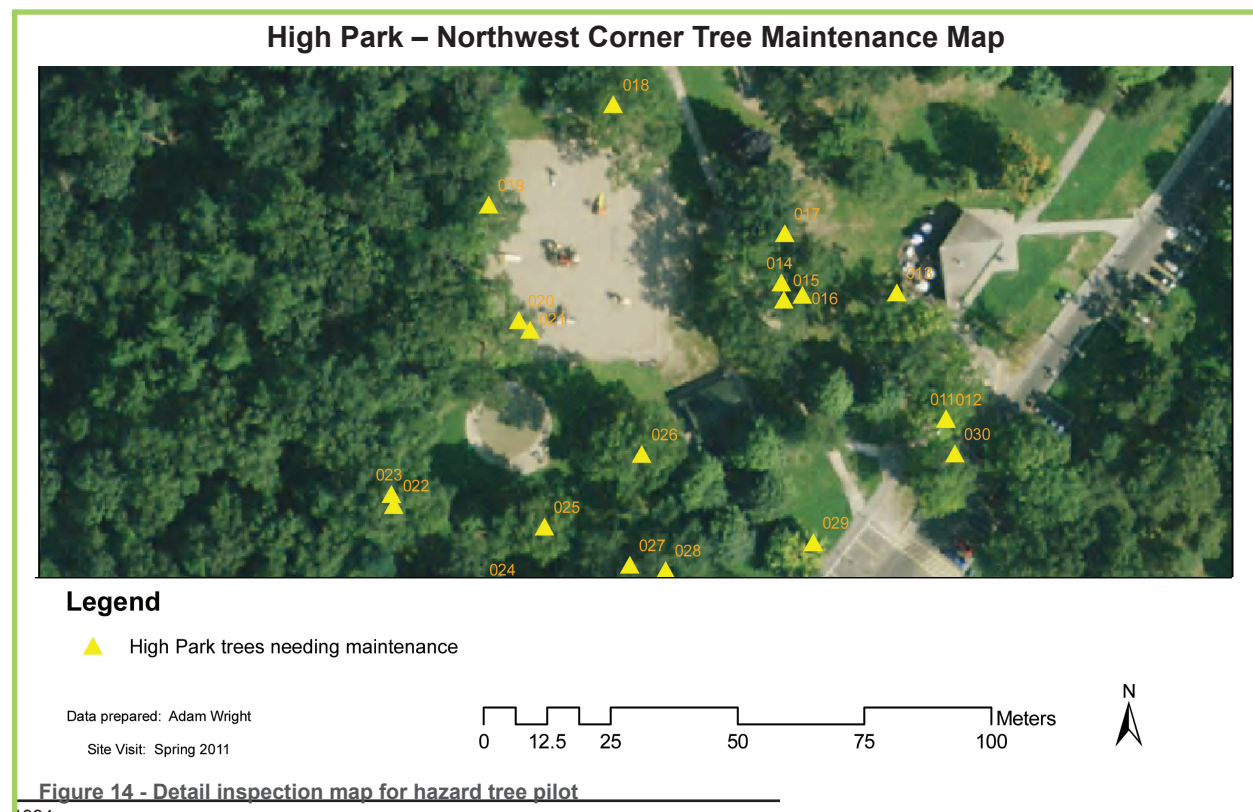 High Park – Northwest Corner Tree Maintenance Map
018
019
017
014
015
013
016
020
021
011012
026
030
023
022
025
029
027
028
024
Legend
High Park trees needing maintenance
N
Data prepared: Adam Wright
Meters
Site Visit: Spring 2011
0 12.5 25 50 75 100
Figure 14 - Detail inspection map for hazard tree pilot